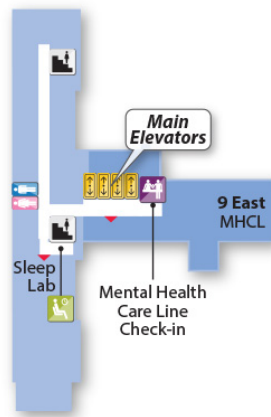 Main
Elevators
9 East
MHCL
Sleep
Lab
Mental Health
Care Line
Check-in